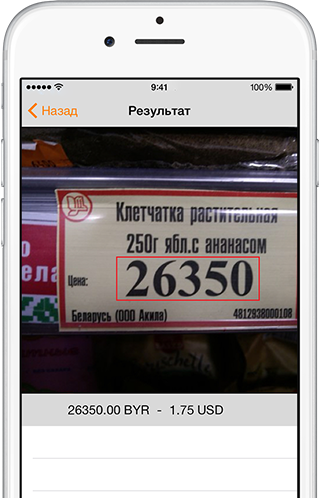 9:41
100%
Назад
Результат
Клетчатка растительная
250г ябл.с ананасом
Цена:
26350
Беларусь (ООО Акила)
4812938000108
26350.00 BYR - 1.75 USD